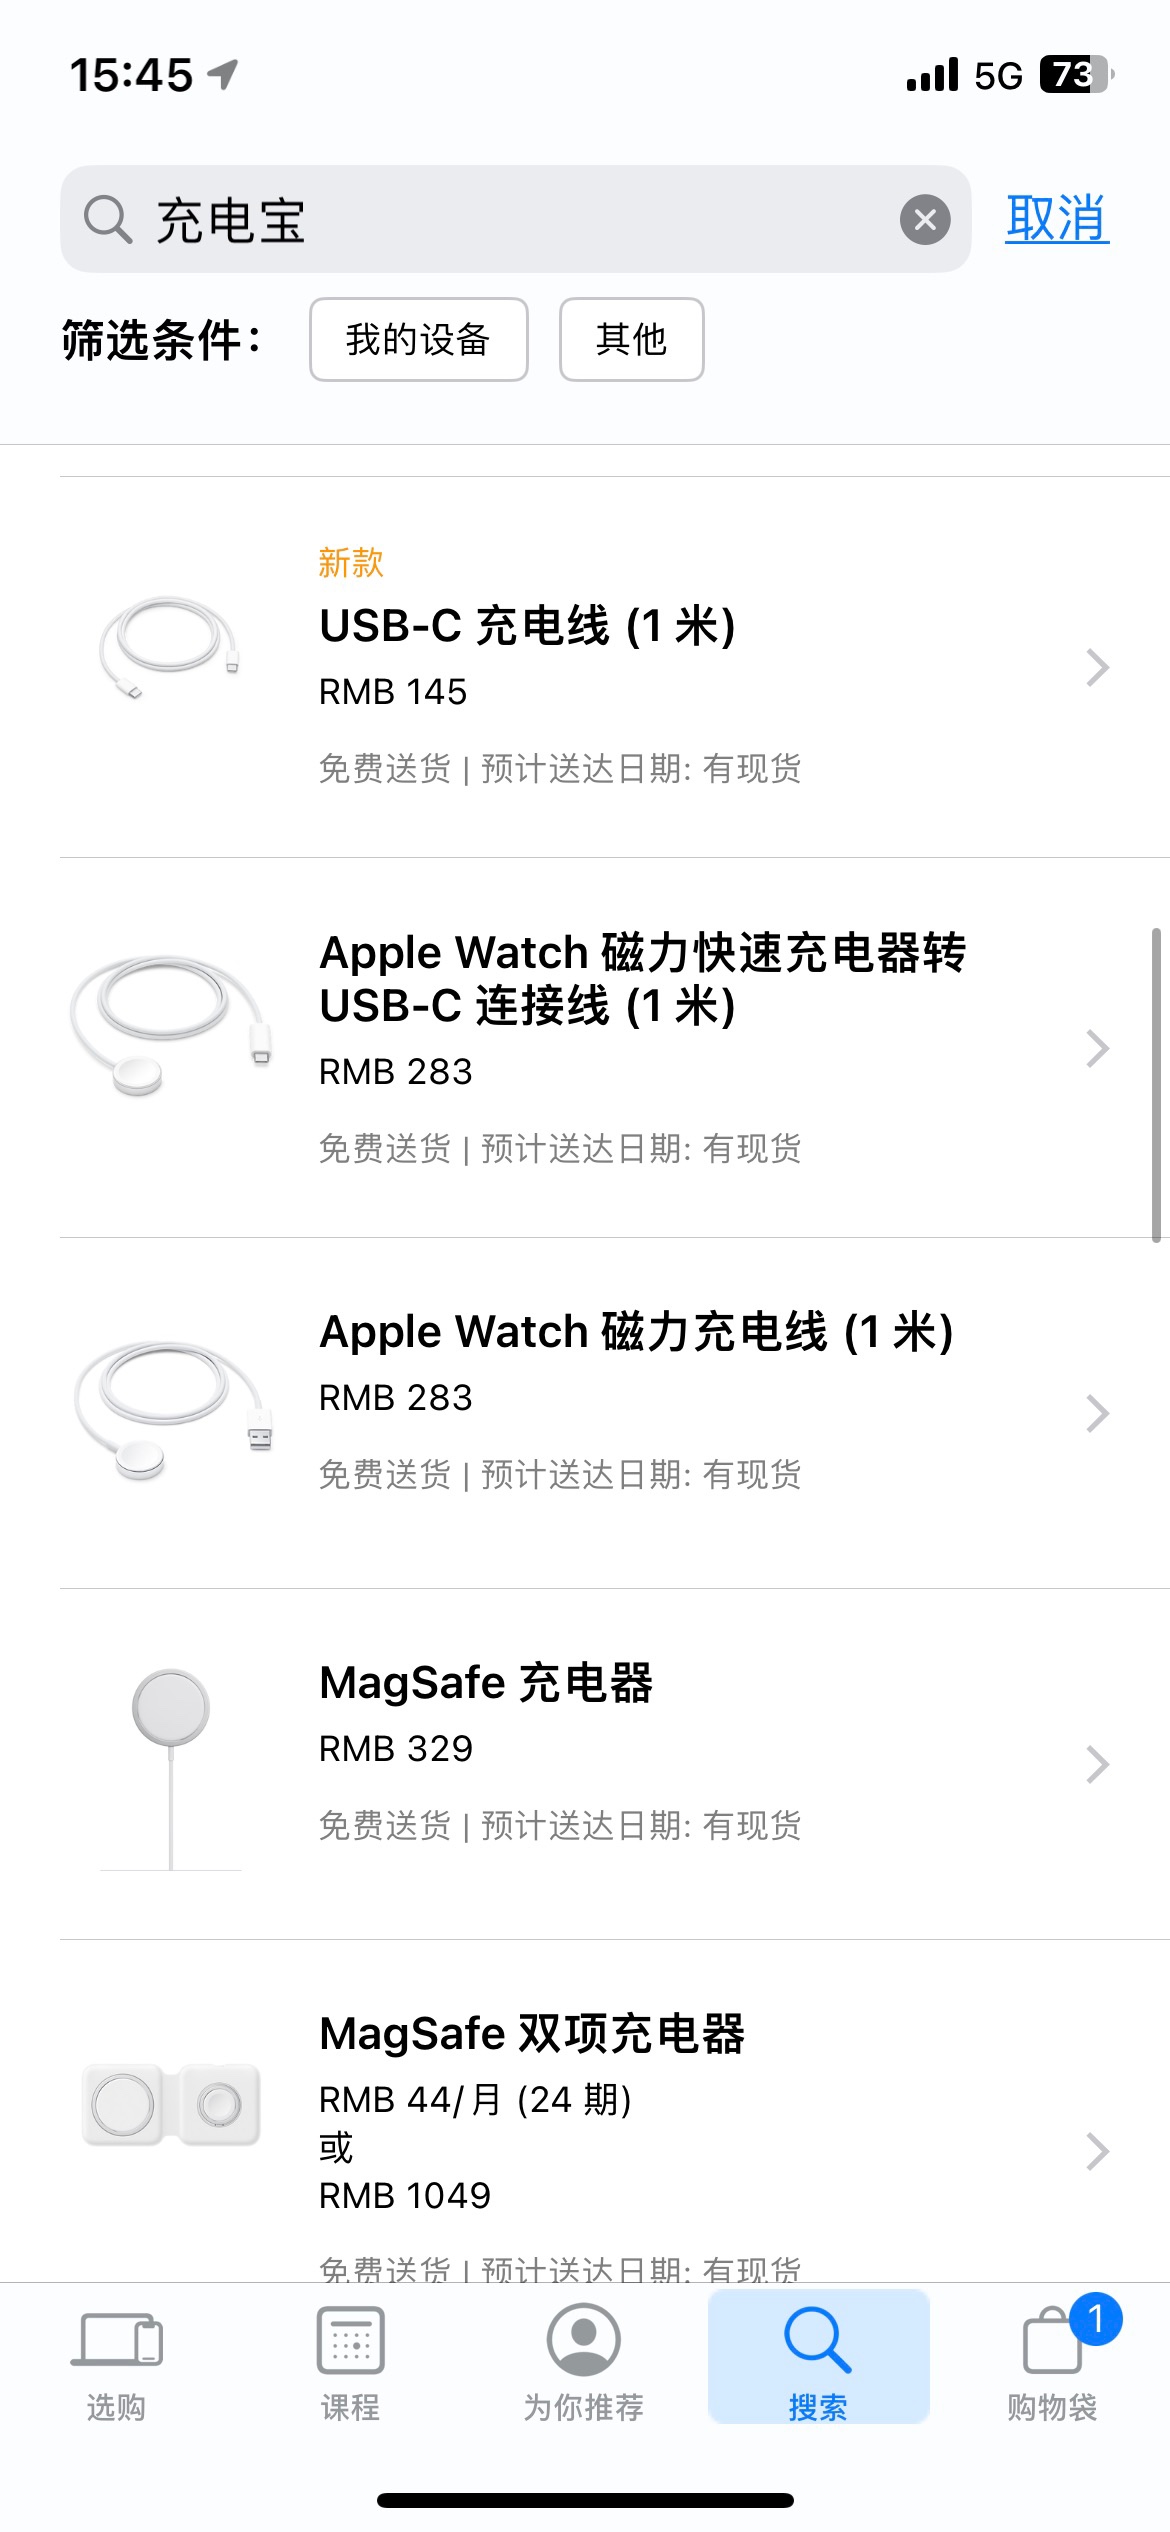 15:45
5G
73
充电宝
取消
筛选条件：
我的设备
其他
新款
USB-C 充电线 (1 米)
RMB 145
免费送货 | 预计送达日期: 有现货
Apple Watch 磁力快速充电器转
USB-C 连接线 (1 米)
RMB 283
免费送货 | 预计送达日期: 有现货
Apple Watch 磁力充电线 (1 米)
RMB 283
免费送货 | 预计送达日期: 有现货
MagSafe 充电器
RMB 329
免费送货 | 预计送达日期: 有现货
MagSafe 双项充电器
RMB 44/月 (24 期)
或
RMB 1049
免费送货 | 预计送达日期: 有现货
1
选购
课程
为你推荐
搜索
购物袋